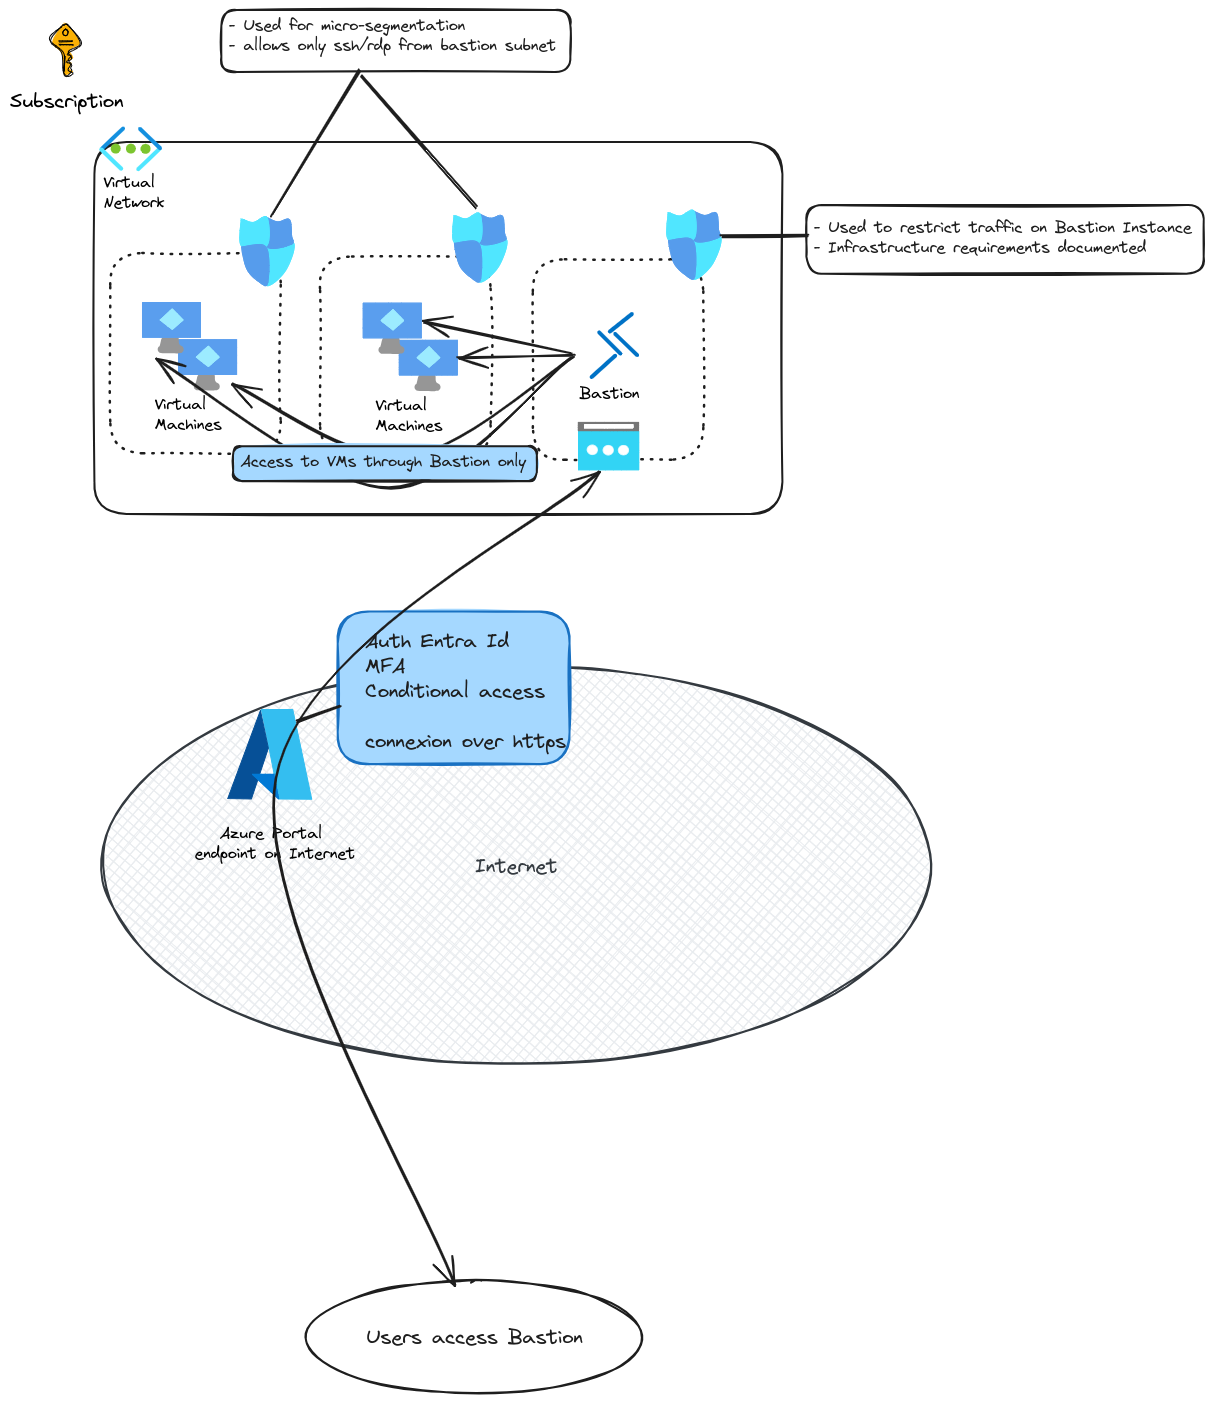 - Used for micro-segmentation
- allows only ssh/rdp from bastion subnet
Subscription
Virtual
Network
- Used to restrict traffic on Bastion Instance
- Infrastructure requirements documented
Virtual
Machines
Virtual
Machines
Bastion
Access to VMs through Bastion only
Auth Entra Id
MFA
Conditional access
connexion over https
Azure Portal
endpoint on Internet
Internet
Users access Bastion